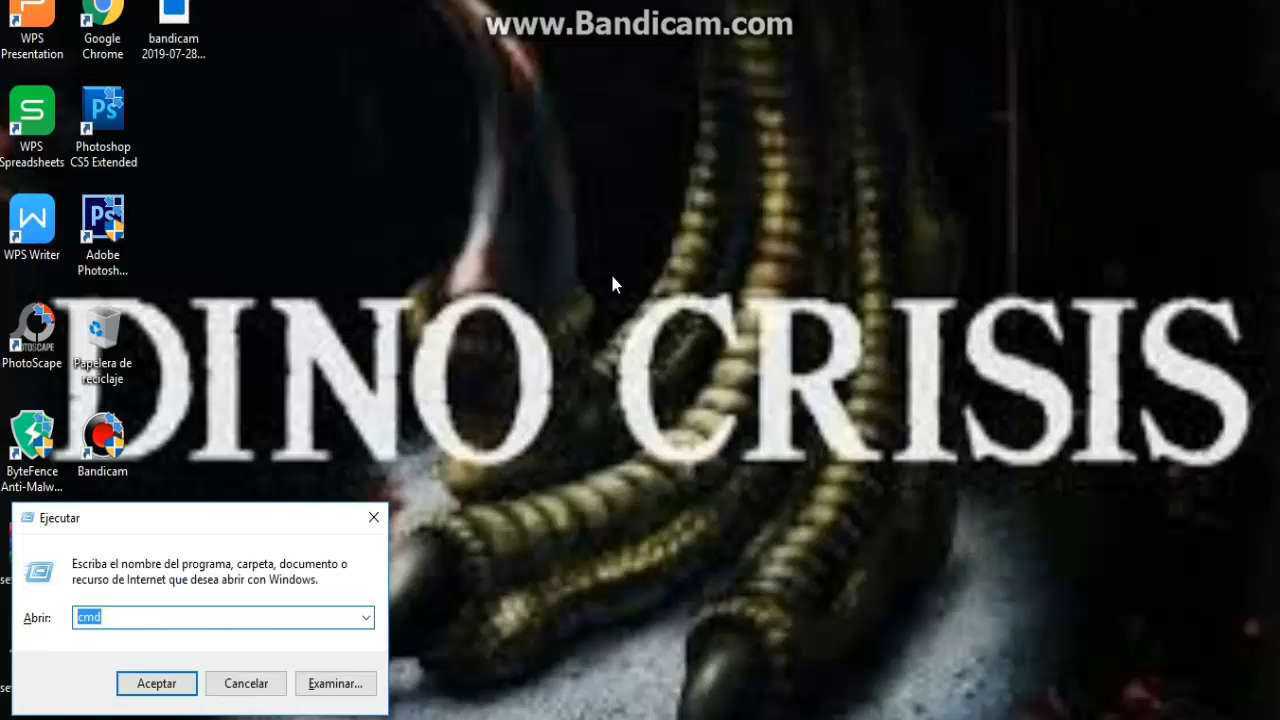 www.Bandicam.com
WPS
Presentation
Google
Chrome
bandicam
2019-07-28...
WPS
Spreadsheets
Photoshop
CS5 Extended
WPS Writer
Adobe
Photosh...
PHOTOSCAPE
PhotoScape
Papelera de
reciclaje
DINO CRISIS
ByteFence
Anti-Malw...
Bandicam
Ejecutar
Escriba el nombre del programa, carpeta, documento o
recurso de Internet que desea abrir con Windows.
Abrir:
cmd
Aceptar
Cancelar
Examinar...